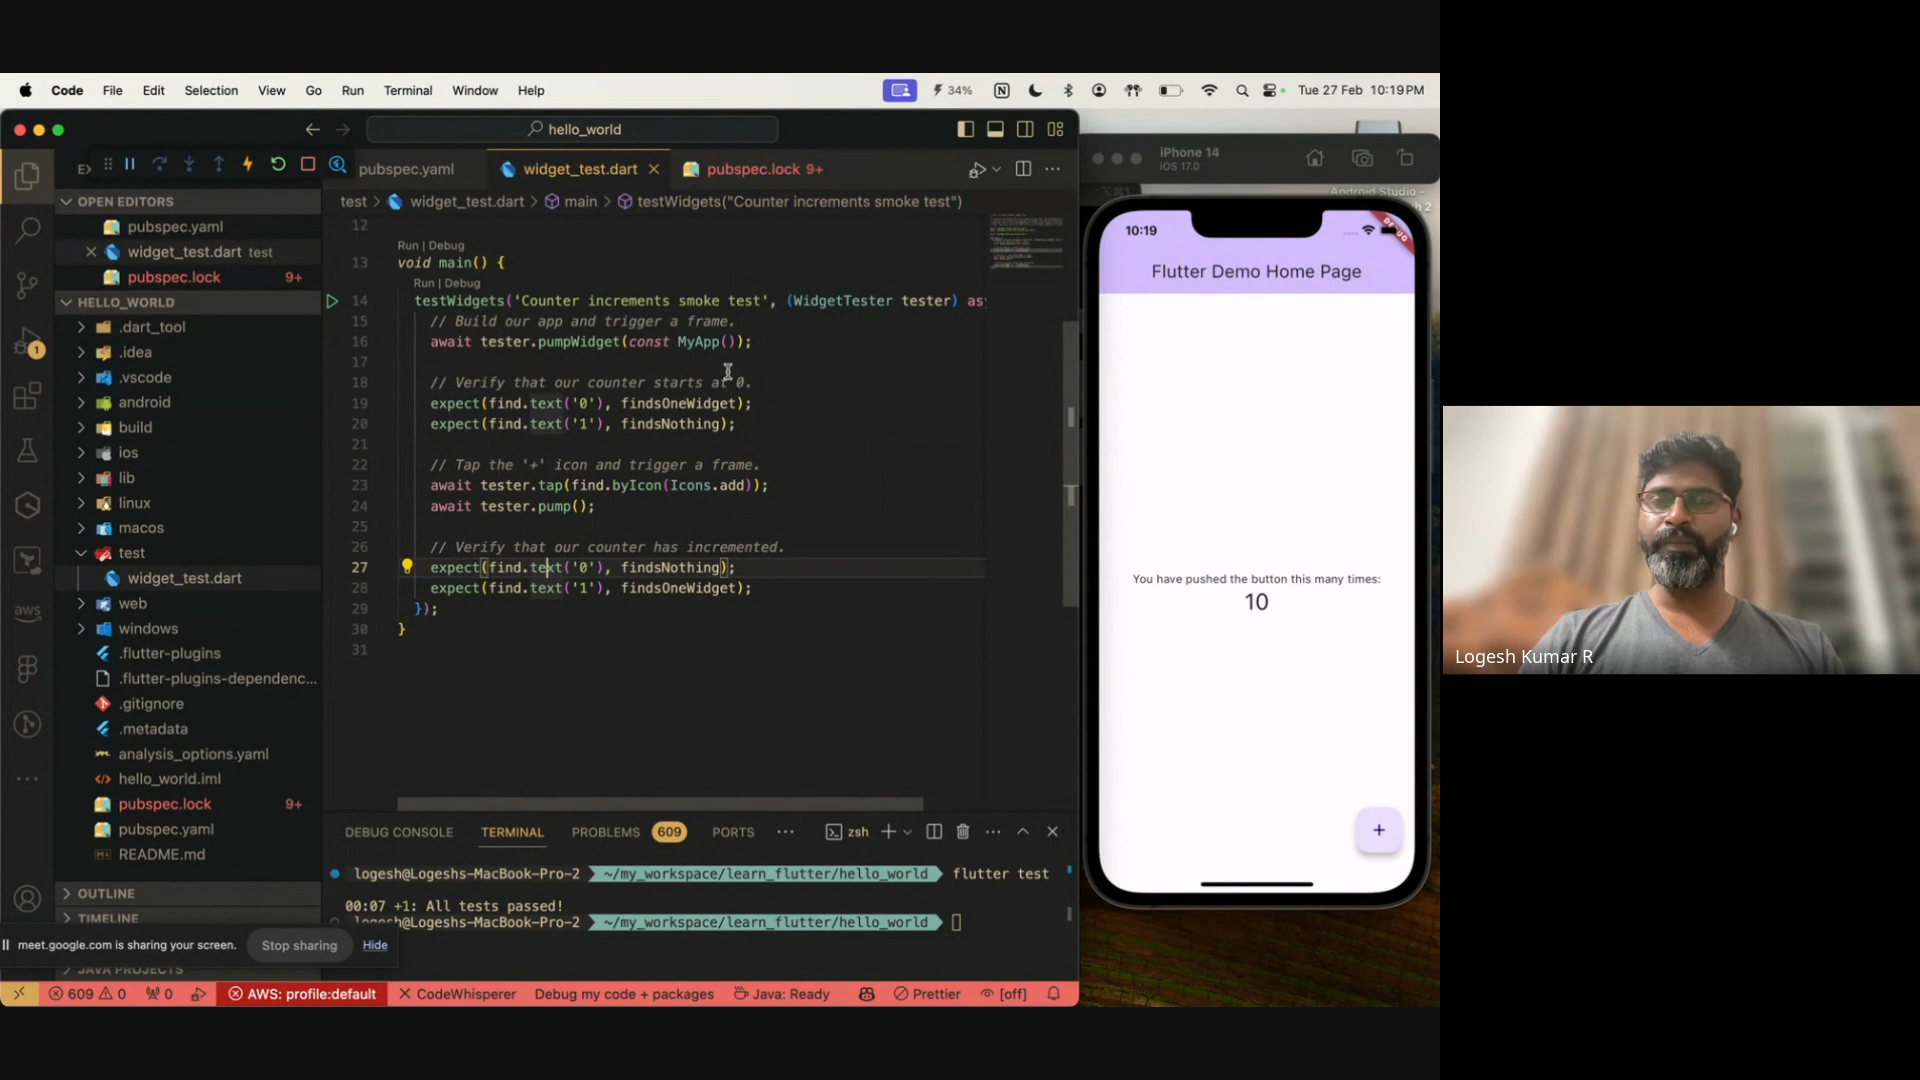 Code File Edit Selection View Go Run Terminal Window Help
34% Tue 27 Feb 10:19 PM
hello_world
pubspec.yaml
widget_test.dart
pubspec.lock 9+
test > widget_test.dart > main > testWidgets("Counter increments smoke test")
OPEN EDITORS
pubspec.yaml
widget_test.dart test
pubspec.lock 9+
HELLO_WORLD
.dart_tool
.idea
.vscode
android
build
ios
lib
linux
macos
test
widget_test.dart
web
windows
.flutter-plugins
.flutter-plugins-dependenc...
.gitignore
.metadata
analysis_options.yaml
hello_world.iml
pubspec.lock 9+
pubspec.yaml
README.md
OUTLINE
TIMELINE
JAVA PROJECTS
12
Run | Debug
13 void main() {
Run | Debug
14 testWidgets('Counter increments smoke test', (WidgetTester tester) asy
15 // Build our app and trigger a frame.
16 await tester.pumpWidget(const MyApp());
17
18 // Verify that our counter starts at 0.
19 expect(find.text('0'), findsOneWidget);
20 expect(find.text('1'), findsNothing);
21
22 // Tap the '+' icon and trigger a frame.
23 await tester.tap(find.byIcon(Icons.add));
24 await tester.pump();
25
26 // Verify that our counter has incremented.
27 expect(find.text('0'), findsNothing);
28 expect(find.text('1'), findsOneWidget);
29 });
30 }
31
DEBUG CONSOLE TERMINAL PROBLEMS 609 PORTS ... zsh
logesh@Logeshs-MacBook-Pro-2 ~/my_workspace/learn_flutter/hello_world flutter test
00:07 +1: All tests passed!
logesh@Logeshs-MacBook-Pro-2 ~/my_workspace/learn_flutter/hello_world
meet.google.com is sharing your screen. Stop sharing Hide
609 0 0 AWS: profile:default CodeWhisperer Debug my code + packages Java: Ready Prettier [off]
iPhone 14
iOS 17.0
Android Studio -
10:19
DEBUG
Flutter Demo Home Page
You have pushed the button this many times:
10
+
Logesh Kumar R
1
aws